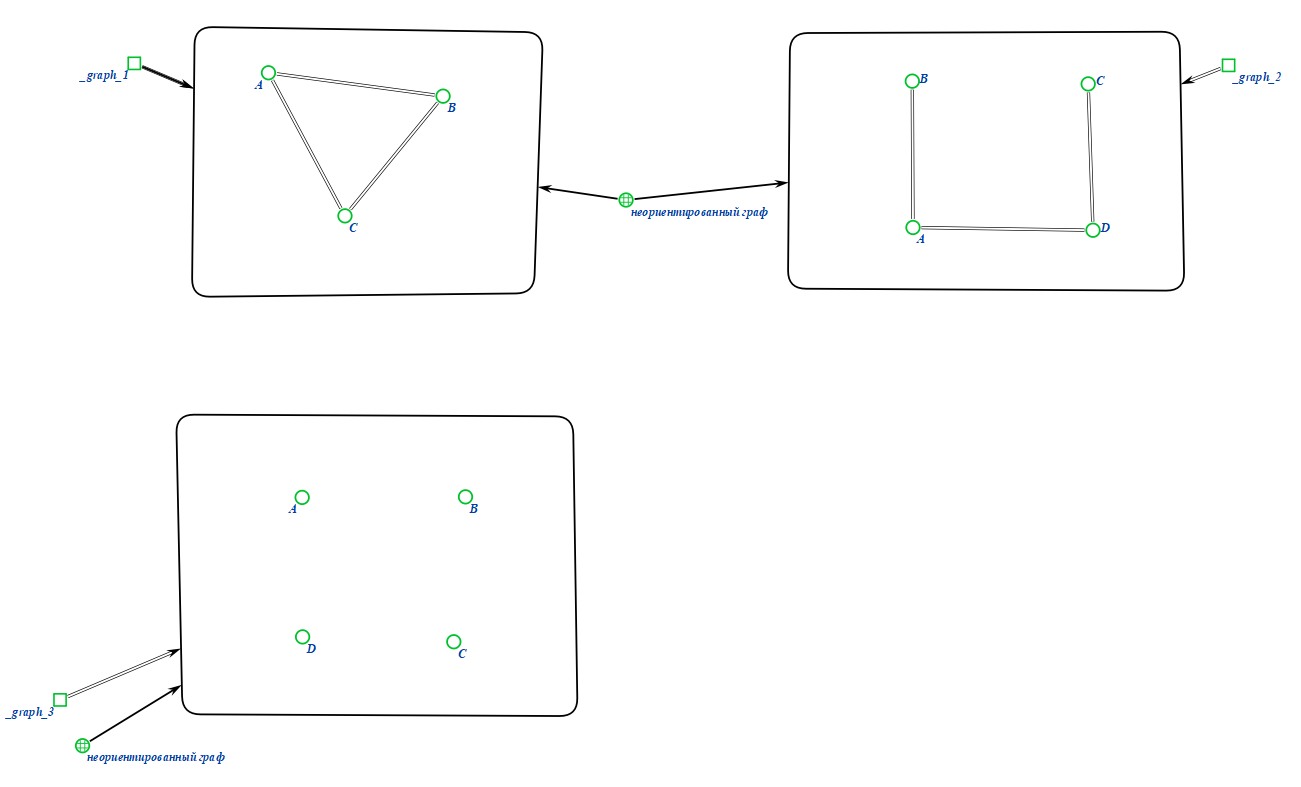 _graph_1
A
B
C
неориентированный граф
B
C
A
D
_graph_2
A
B
D
C
_graph_3
неориентированный граф